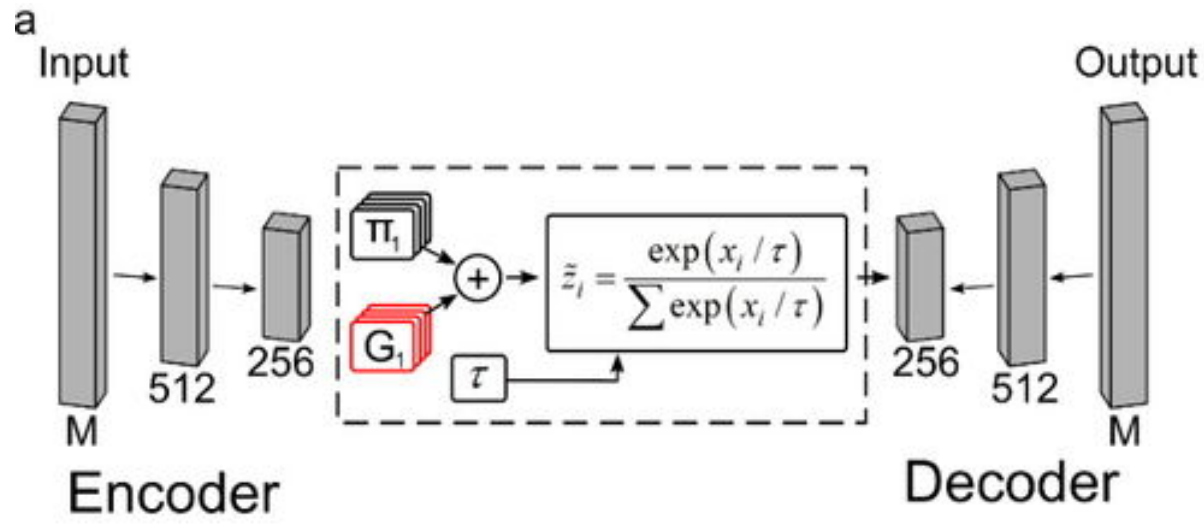 a
Input
Output
π₁
+
z̃ᵢ = exp(xᵢ / τ) / ∑ exp(xᵢ / τ)
G₁
τ
256
512
M
256
512
M
Encoder
Decoder